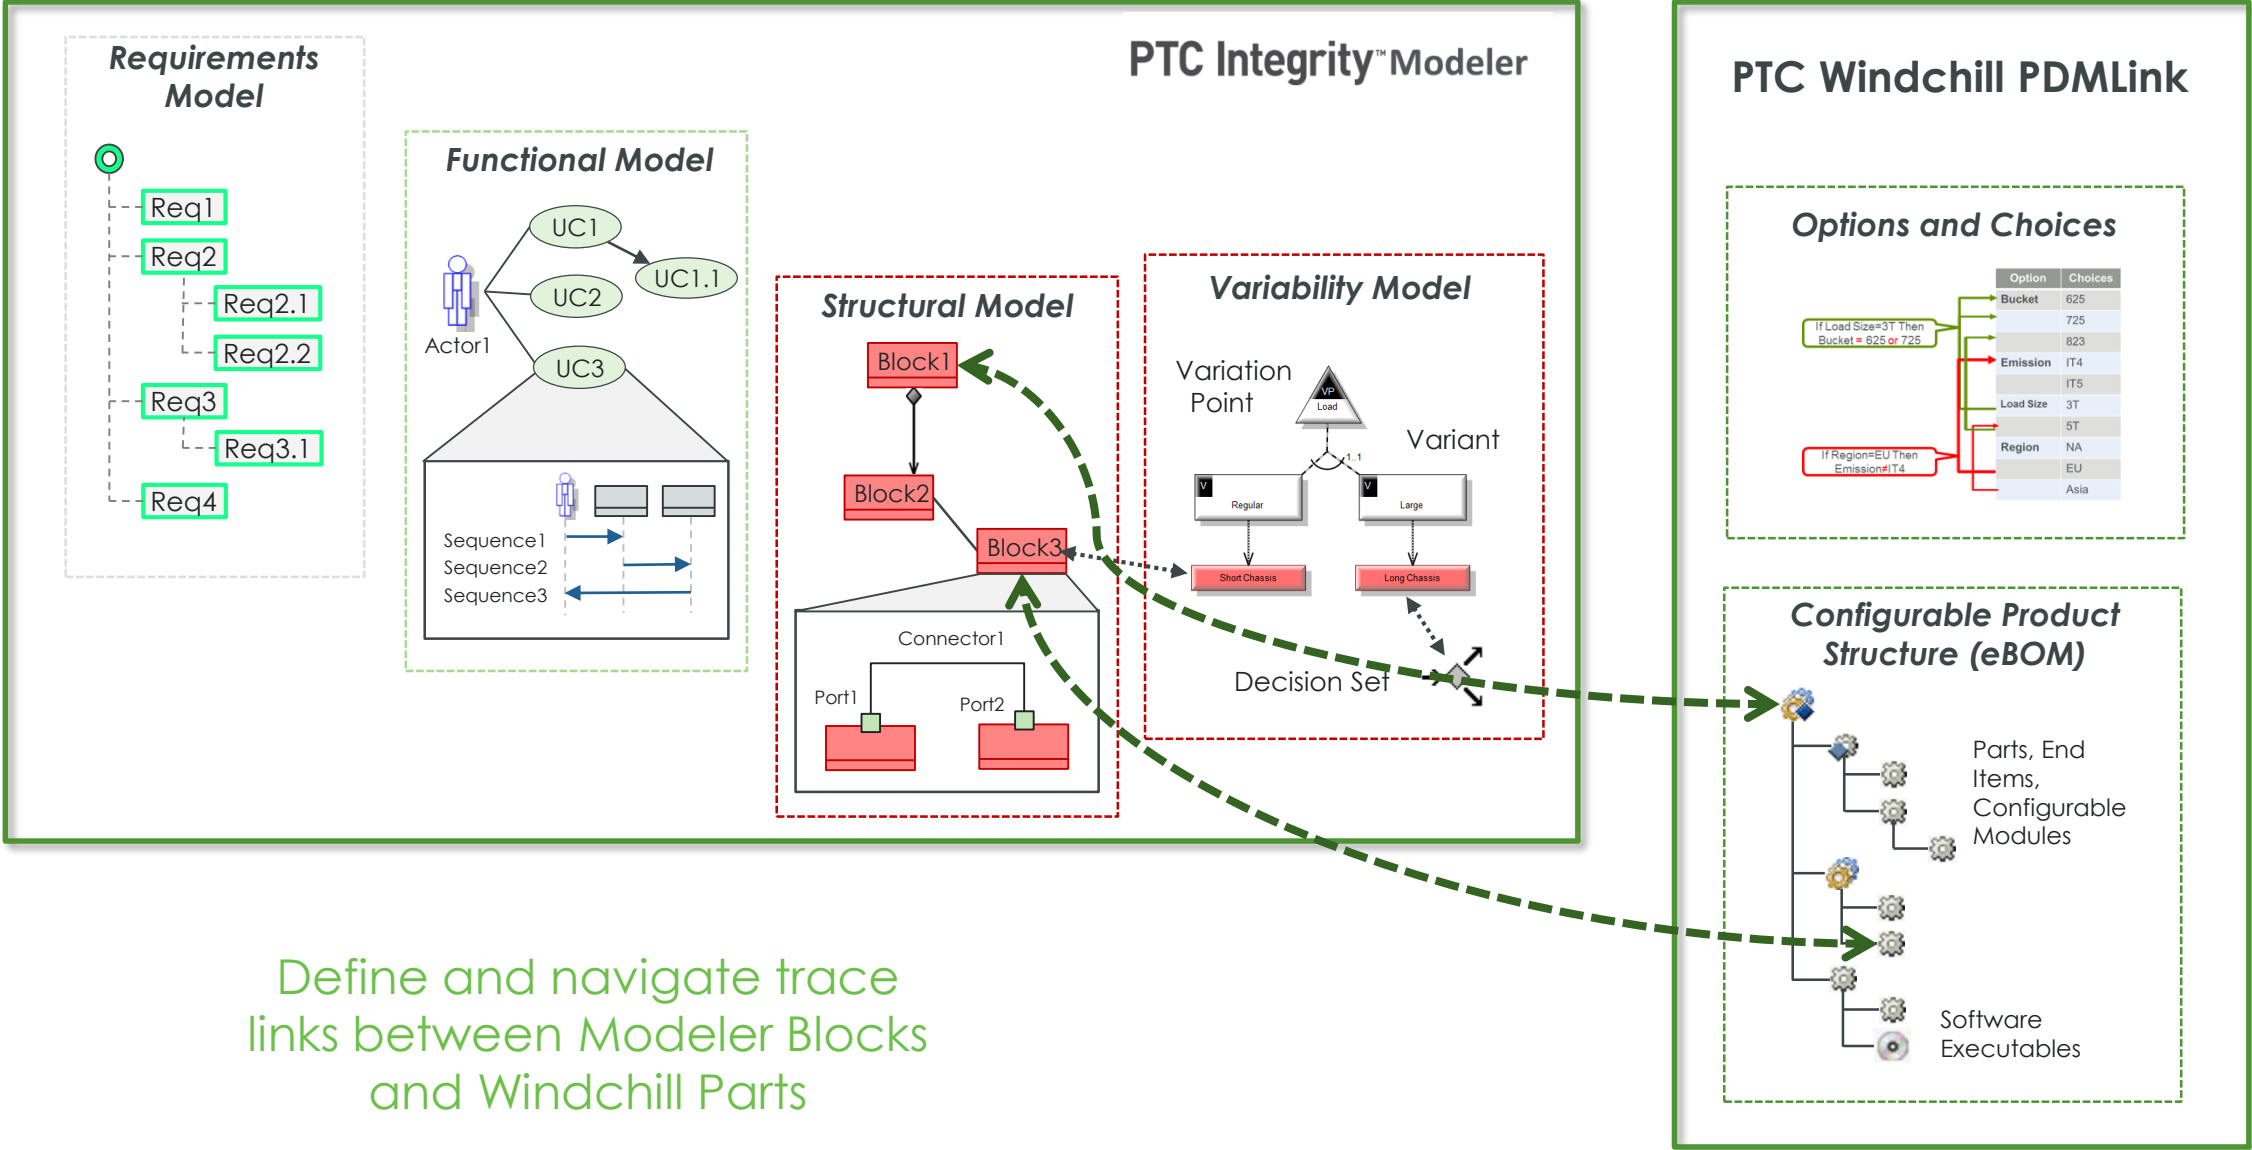 PTC Integrity™ Modeler
Requirements
Model
Req1
Req2
Req2.1
Req2.2
Req3
Req3.1
Req4
Functional Model
UC1
UC1.1
UC2
UC3
Actor1
Sequence1
Sequence2
Sequence3
Structural Model
Block1
Block2
Block3
Connector1
Port1
Port2
Variability Model
Variation
Point
VP
Load
Variant
1..1
V
Regular
V
Large
Short Chassis
Long Chassis
Decision Set
PTC Windchill PDMLink
Options and Choices
Option Choices
Bucket 625
725
823
Emission IT4
IT5
Load Size 3T
5T
Region NA
EU
Asia
If Load Size=3T Then
Bucket = 625 or 725
If Region=EU Then
Emission≠IT4
Configurable Product
Structure (eBOM)
Parts, End
Items,
Configurable
Modules
Software
Executables
Define and navigate trace
links between Modeler Blocks
and Windchill Parts